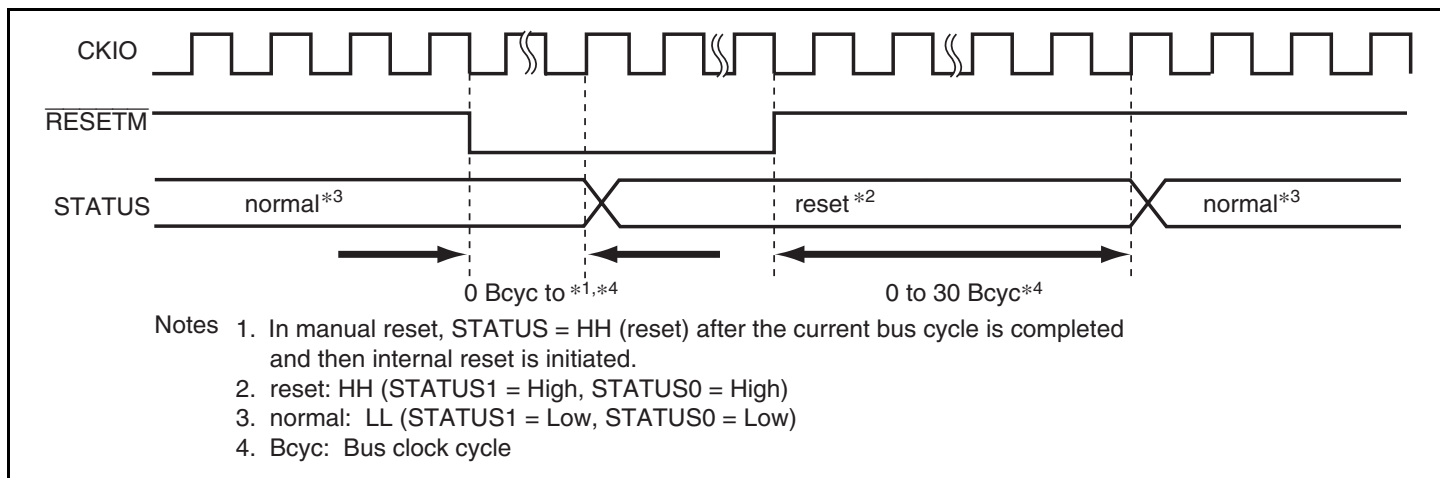 CKIO
RESETM
STATUS normal*3 reset*2 normal*3
0 Bcyc to *1,*4 0 to 30 Bcyc*4
Notes 1. In manual reset, STATUS = HH (reset) after the current bus cycle is completed
and then internal reset is initiated.
2. reset: HH (STATUS1 = High, STATUS0 = High)
3. normal: LL (STATUS1 = Low, STATUS0 = Low)
4. Bcyc: Bus clock cycle